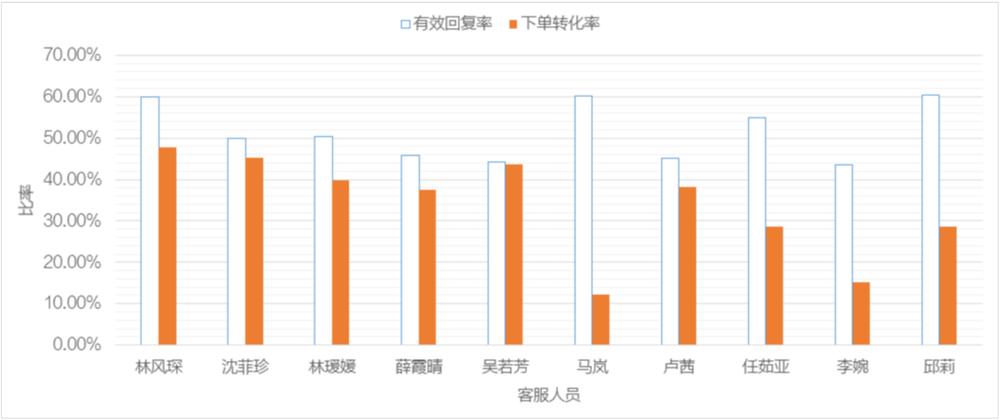 有效回复率 下单转化率
70.00%
60.00%
50.00%
40.00%
30.00%
20.00%
10.00%
0.00%
比率
林风琛 沈菲珍 林瑗媛 薛霞晴 吴若芳 马岚 卢茜 任茹亚 李婉 邱莉
客服人员